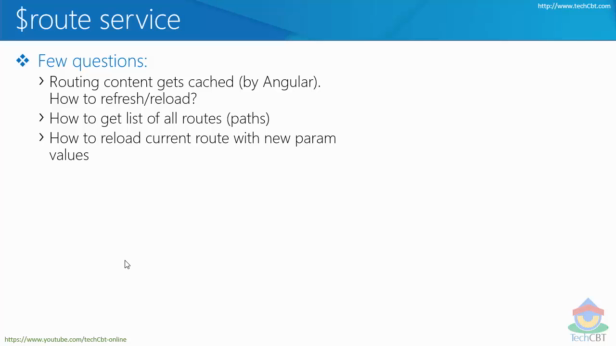 $route service
http://www.techCbt.com
Few questions:
Routing content gets cached (by Angular).
How to refresh/reload?
How to get list of all routes (paths)
How to reload current route with new param
values
https://www.youtube.com/techCbt-online
TechCBT